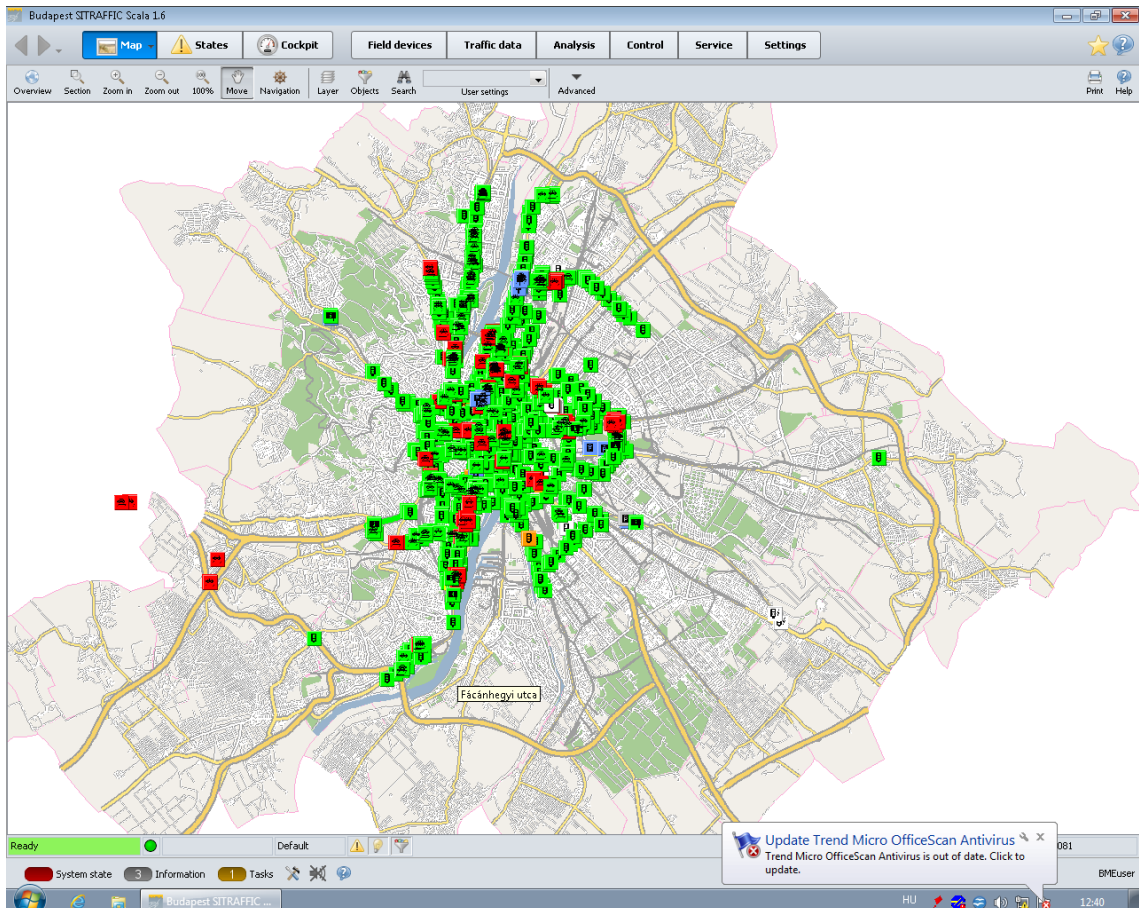 Budapest SITRAFFIC Scala 1.6
Map
States
Cockpit
Field devices
Traffic data
Analysis
Control
Service
Settings
Overview
Section
Zoom in
Zoom out
100%
Move
Navigation
Layer
Objects
Search
User settings
Advanced
Print
Help
Fácánhegyi utca
Ready
Default
081
Update Trend Micro OfficeScan Antivirus
Trend Micro OfficeScan Antivirus is out of date. Click to
update.
System state
3 Information
1 Tasks
BMEuser
Budapest SITRAFFIC ...
HU
12:40